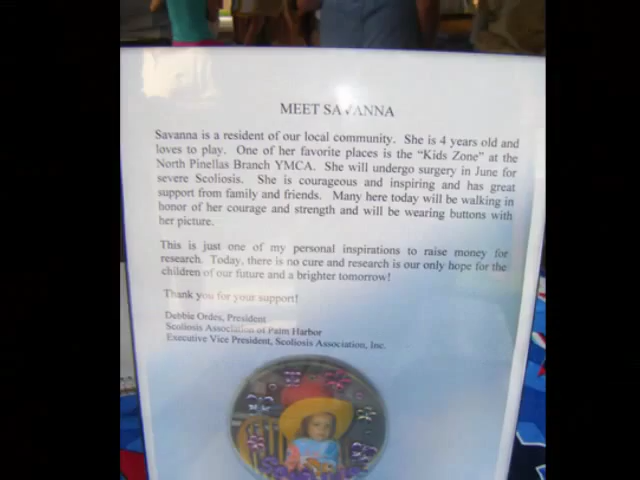 MEET SAVANNA
Savanna is a resident of our local community. She is 4 years old and
loves to play. One of her favorite places is the "Kids Zone" at the
North Pinellas Branch YMCA. She will undergo surgery in June for
severe Scoliosis. She is courageous and inspiring and has great
support from family and friends. Many here today will be walking in
honor of her courage and strength and will be wearing buttons with
her picture.
This is just one of my personal inspirations to raise money for
research. Today, there is no cure and research is our only hope for the
children of our future and a brighter tomorrow!
Thank you for your support!
Debbie Ordes, President
Scoliosis Association of Palm Harbor
Executive Vice President, Scoliosis Association, Inc.